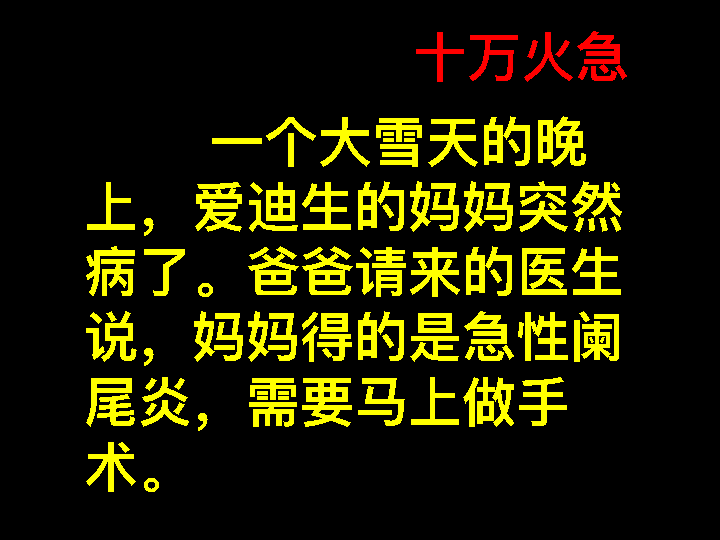 十万火急
一个大雪天的晚
上，爱迪生的妈妈突然
病了。爸爸请来的医生
说，妈妈得的是急性阑
尾炎，需要马上做手
术。